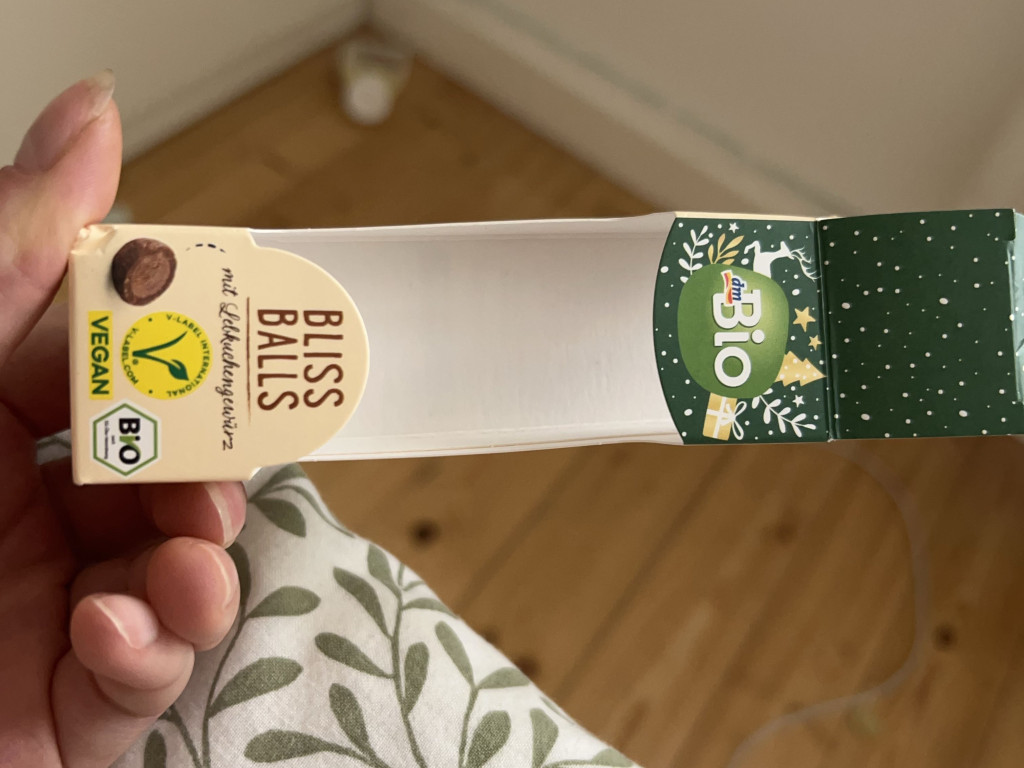 dm
Bio
BLISS
BALLS
mit Lebkuchengewürz
V-LABEL INTERNATIONAL
V-LABEL.COM
VEGAN
Bio